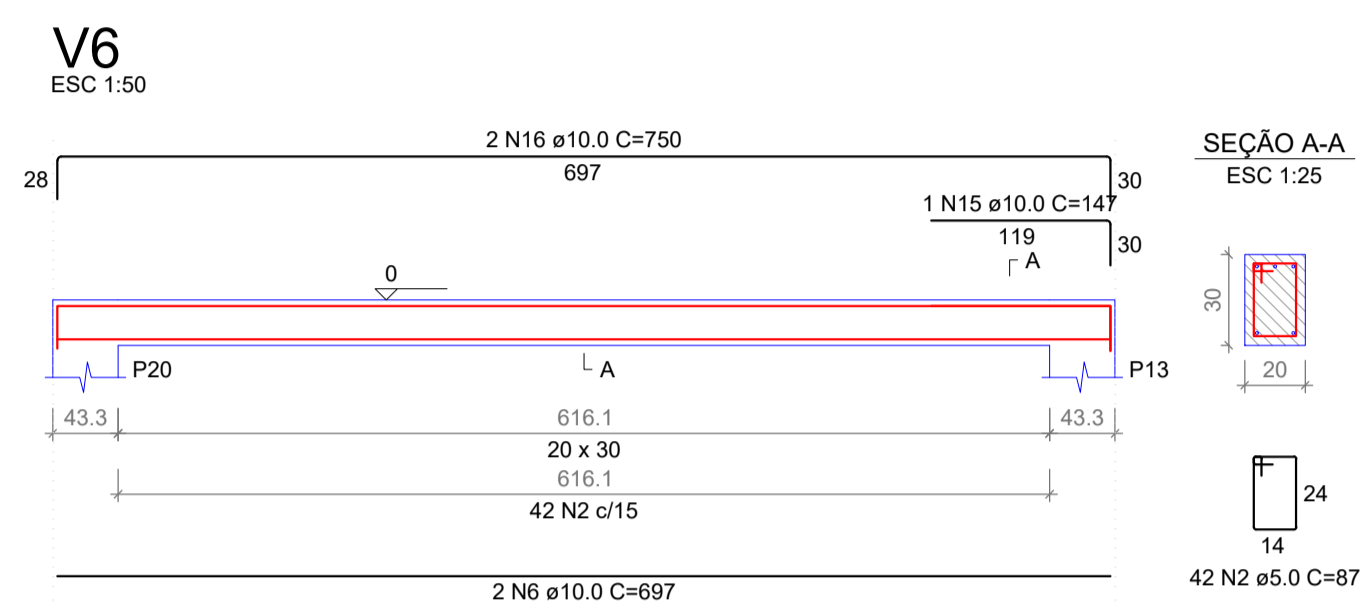 V6
ESC 1:50
2 N16 ø10.0 C=750
28
697
30
1 N15 ø10.0 C=147
119
30
A
0
A
P20
P13
43.3
616.1
43.3
20 x 30
616.1
42 N2 c/15
2 N6 ø10.0 C=697
SEÇÃO A-A
ESC 1:25
30
20
24
14
42 N2 ø5.0 C=87